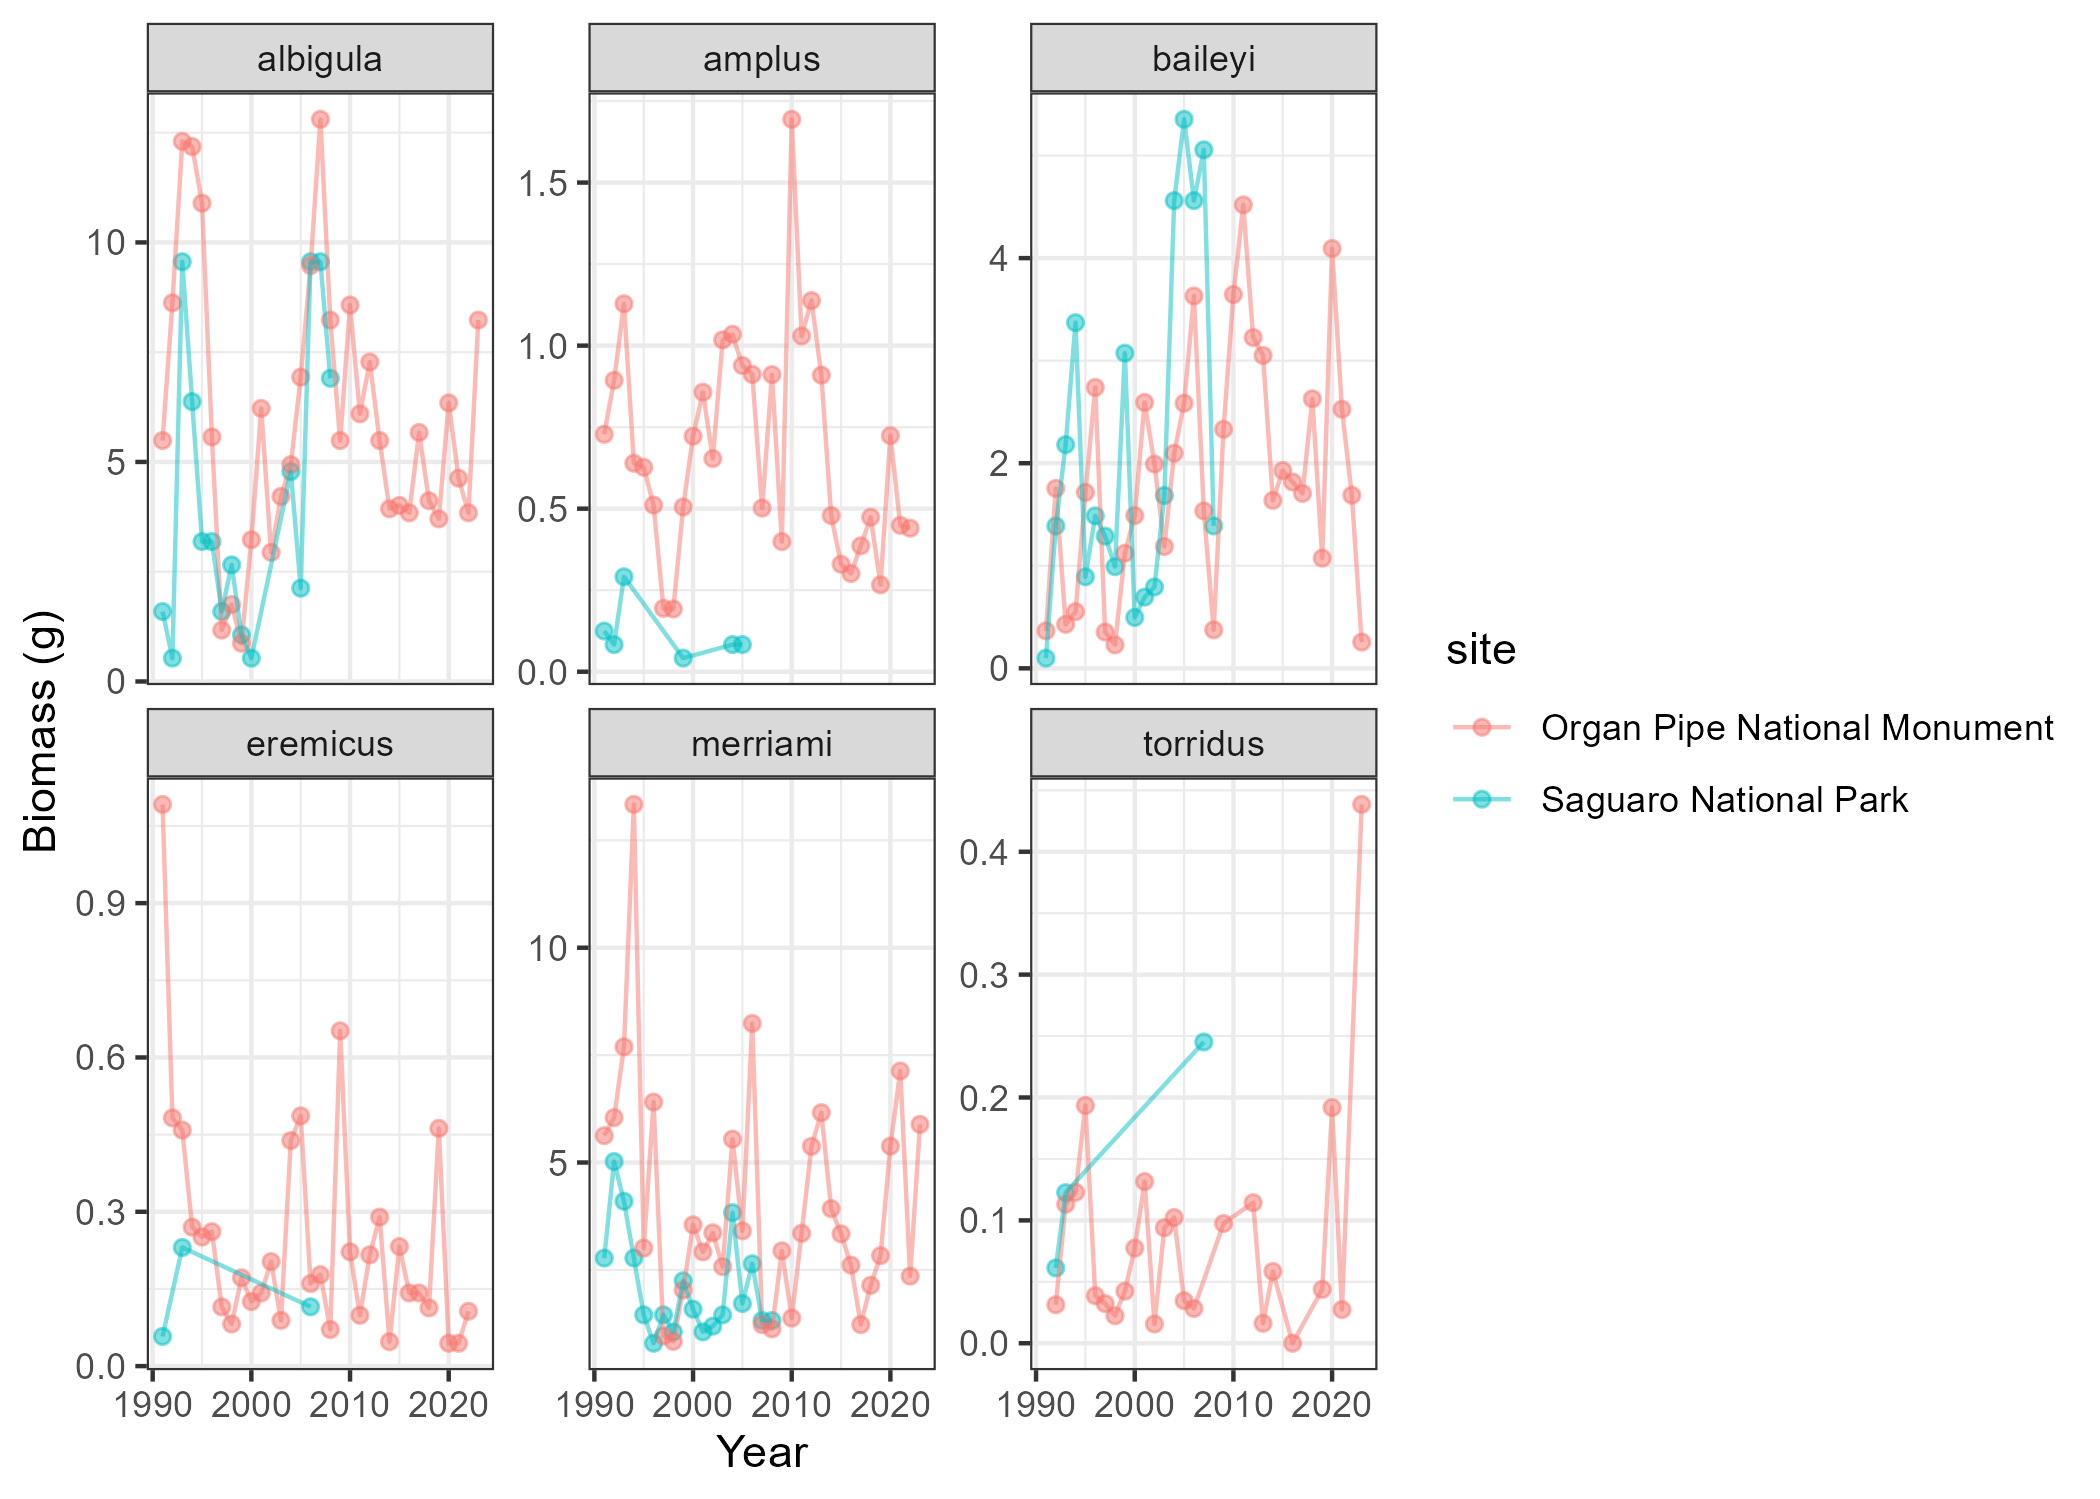 albigula
amplus
baileyi
10
5
0
1.5
1.0
0.5
0.0
4
2
0
eremicus
merriami
torridus
0.9
0.6
0.3
0.0
10
5
0.4
0.3
0.2
0.1
0.0
1990 2000 2010 2020
1990 2000 2010 2020
1990 2000 2010 2020
Year
Biomass (g)
site
Organ Pipe National Monument
Saguaro National Park